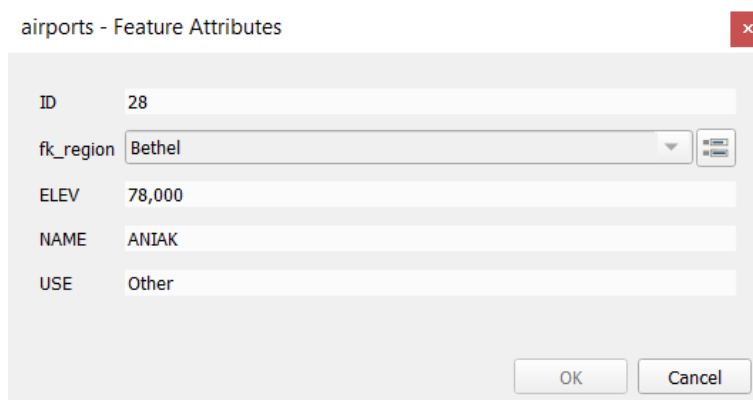 airports - Feature Attributes
ID 28
fk_region Bethel
ELEV 78,000
NAME ANIAK
USE Other
OK Cancel